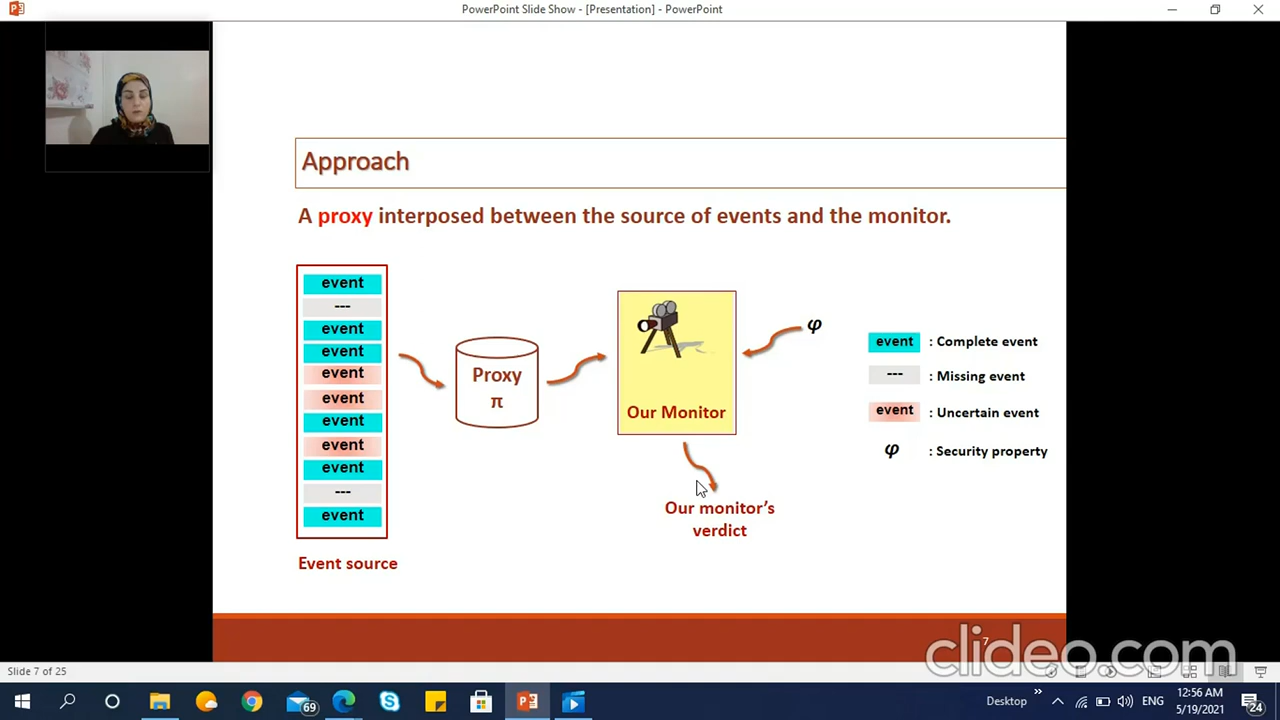 PowerPoint Slide Show - [Presentation] - PowerPoint
Approach
A proxy interposed between the source of events and the monitor.
event
---
event
event
event
event
event
event
event
---
event
Event source
Proxy
π
Our Monitor
φ
Our monitor's
verdict
event : Complete event
--- : Missing event
event : Uncertain event
φ : Security property
7
clideo.com
Slide 7 of 25
69
Desktop
ENG
12:56 AM
5/19/2021
24